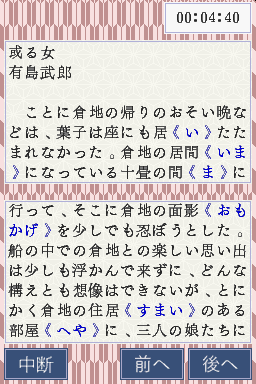 00:04:40
或る女
有島武郎
ことに倉地の帰りのおそい晩な
どは、葉子は座にも居《い》たた
まれなかった。倉地の居間《いま
》になっている十畳の間《ま》に
行って、そこに倉地の面影《おも
かげ》を少しでも忍ぼうとした。
船の中での倉地との楽しい思い出
は少しも浮かんで来ずに、どんな
構えとも想像はできないが、とに
かく倉地の住居《すまい》のある
部屋《へや》に、三人の娘たちに
中断
前へ
後へ